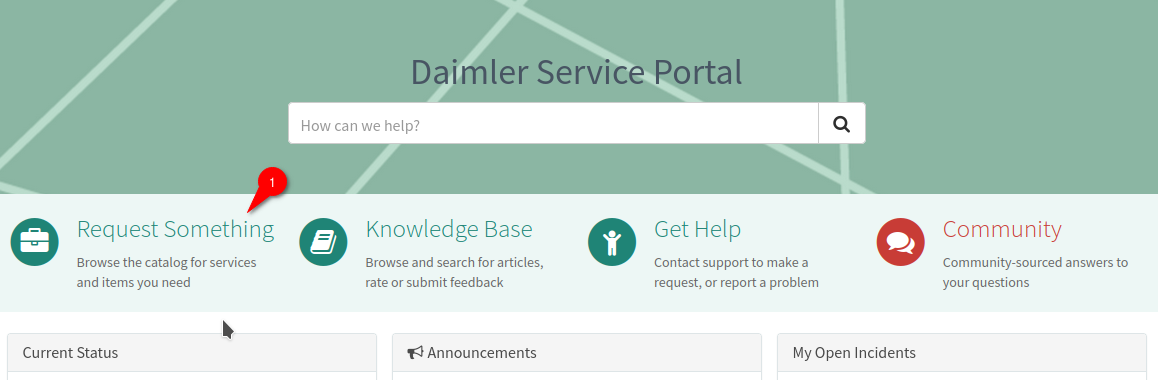 Daimler Service Portal
How can we help?
1
Request Something
Browse the catalog for services
and items you need
Knowledge Base
Browse and search for articles,
rate or submit feedback
Get Help
Contact support to make a
request, or report a problem
Community
Community-sourced answers to
your questions
Current Status
Announcements
My Open Incidents